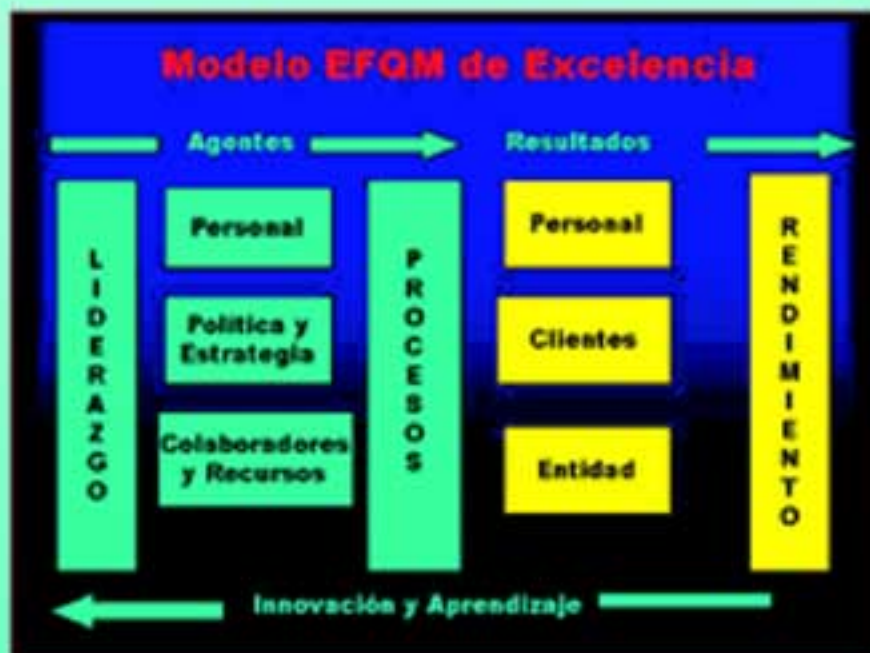 Modelo EFQM de Excelencia
Agentes
Resultados
LIDERAZGO
Personal
Política y
Estrategia
Colaboradores
y Recursos
PROCESOS
Personal
Clientes
Entidad
RENDIMIENTO
Innovación y Aprendizaje